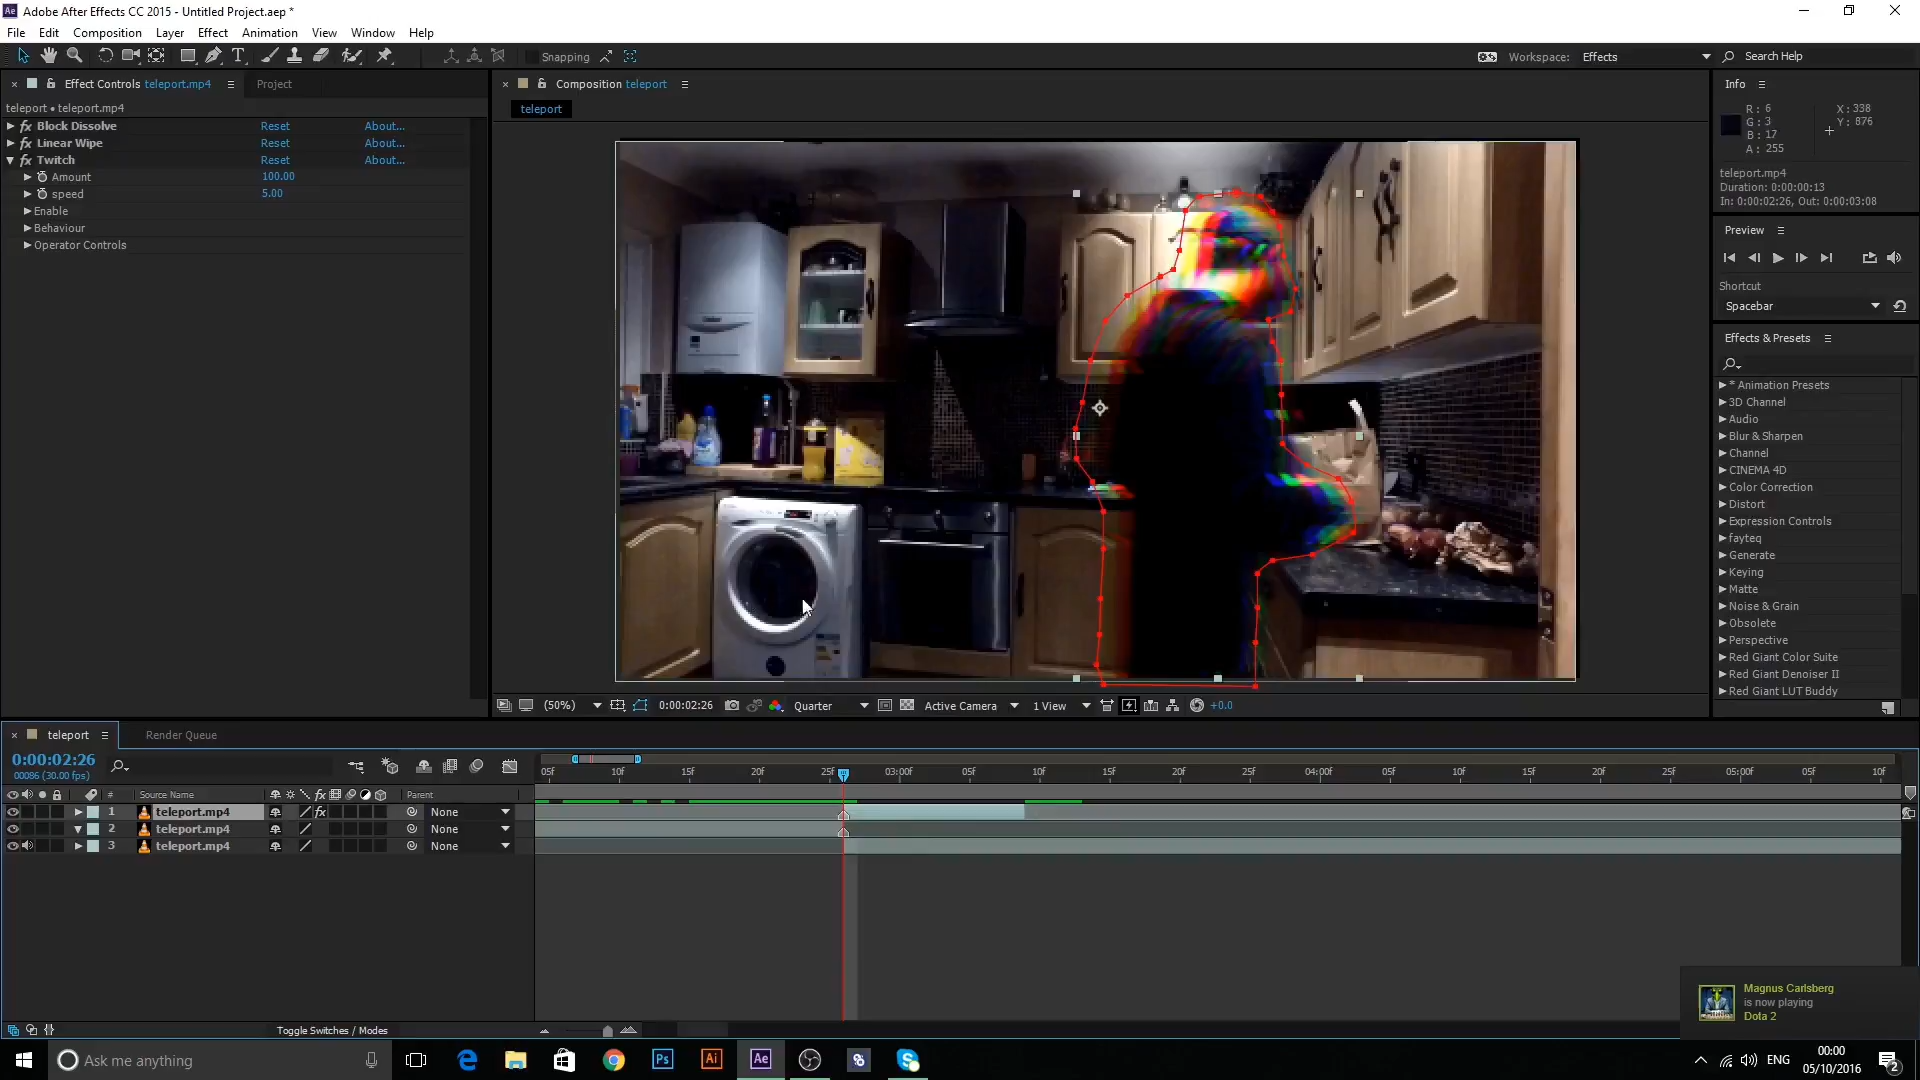 Ae Adobe After Effects CC 2015 - Untitled Project.aep *
File Edit Composition Layer Effect Animation View Window Help
Snapping
Workspace: Effects Search Help
Effect Controls teleport.mp4 Project
teleport • teleport.mp4
fx Block Dissolve Reset About...
fx Linear Wipe Reset About...
fx Twitch Reset About...
Amount 100.00
speed 5.00
Enable
Behaviour
Operator Controls
Composition teleport
teleport
(50%) 0:00:02:26 Quarter Active Camera 1 View +0.0
Info
R: 6 X: 338
G: 3 Y: 876
B: 17
A: 255
teleport.mp4
Duration: 0:00:00:13
In: 0:00:02:26, Out: 0:00:03:08
Preview
Shortcut
Spacebar
Effects & Presets
* Animation Presets
3D Channel
Audio
Blur & Sharpen
Channel
CINEMA 4D
Color Correction
Distort
Expression Controls
fayteq
Generate
Keying
Matte
Noise & Grain
Obsolete
Perspective
Red Giant Color Suite
Red Giant Denoiser II
Red Giant LUT Buddy
teleport Render Queue
0:00:02:26
00086 (30.00 fps)
05f 10f 15f 20f 25f 03:00f 05f 10f 15f 20f 25f 04:00f 05f 10f 15f 20f 25f 05:00f 05f 10f
# Source Name fx Parent
1 teleport.mp4 fx None
2 teleport.mp4 None
3 teleport.mp4 None
Toggle Switches / Modes
Magnus Carlsberg
is now playing
Dota 2
Ask me anything
Ps Ai Ae
ENG
00:00
05/10/2016
2